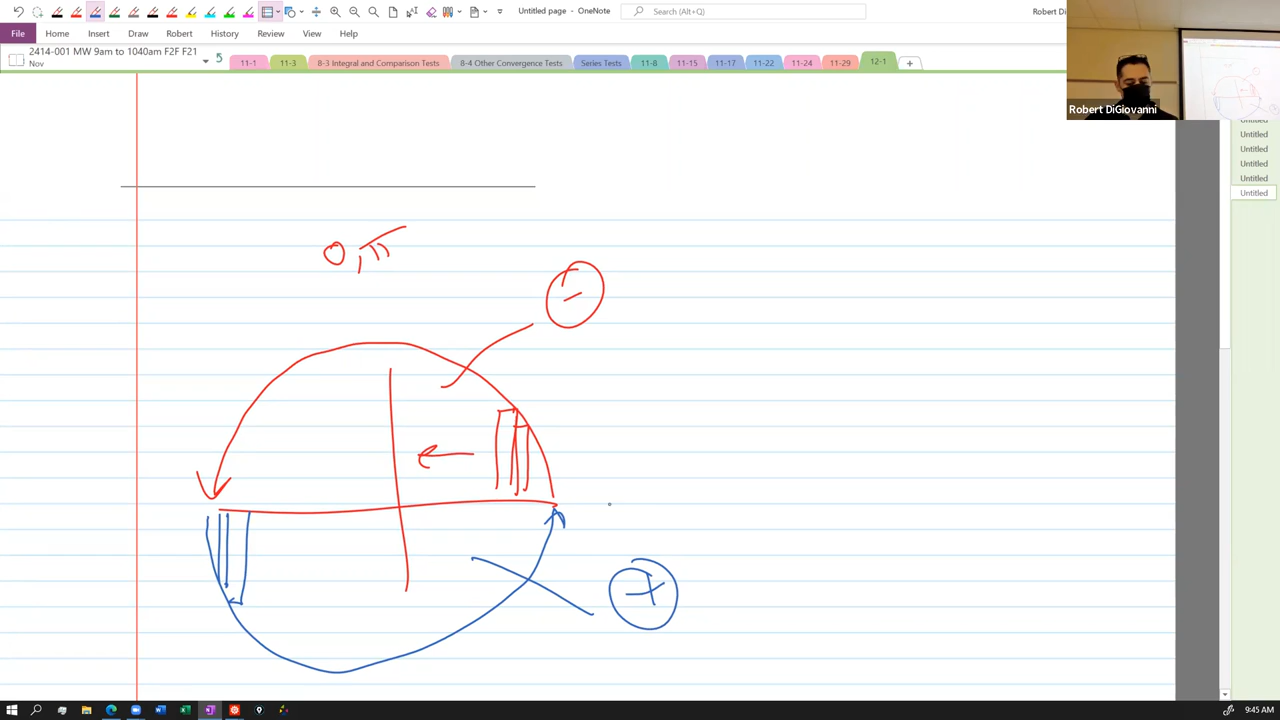 Untitled page - OneNote
Search (Alt+Q)
Robert Di
File Home Insert Draw Robert History Review View Help
2414-001 MW 9am to 1040am F2F F21
Nov
5
11-1 11-3 8-3 Integral and Comparison Tests 8-4 Other Convergence Tests Series Tests 11-8 11-15 11-17 11-22 11-24 11-29 12-1
Robert DiGiovanni
Untitled
Untitled
Untitled
Untitled
Untitled
Untitled
0, π
-
+
9:45 AM